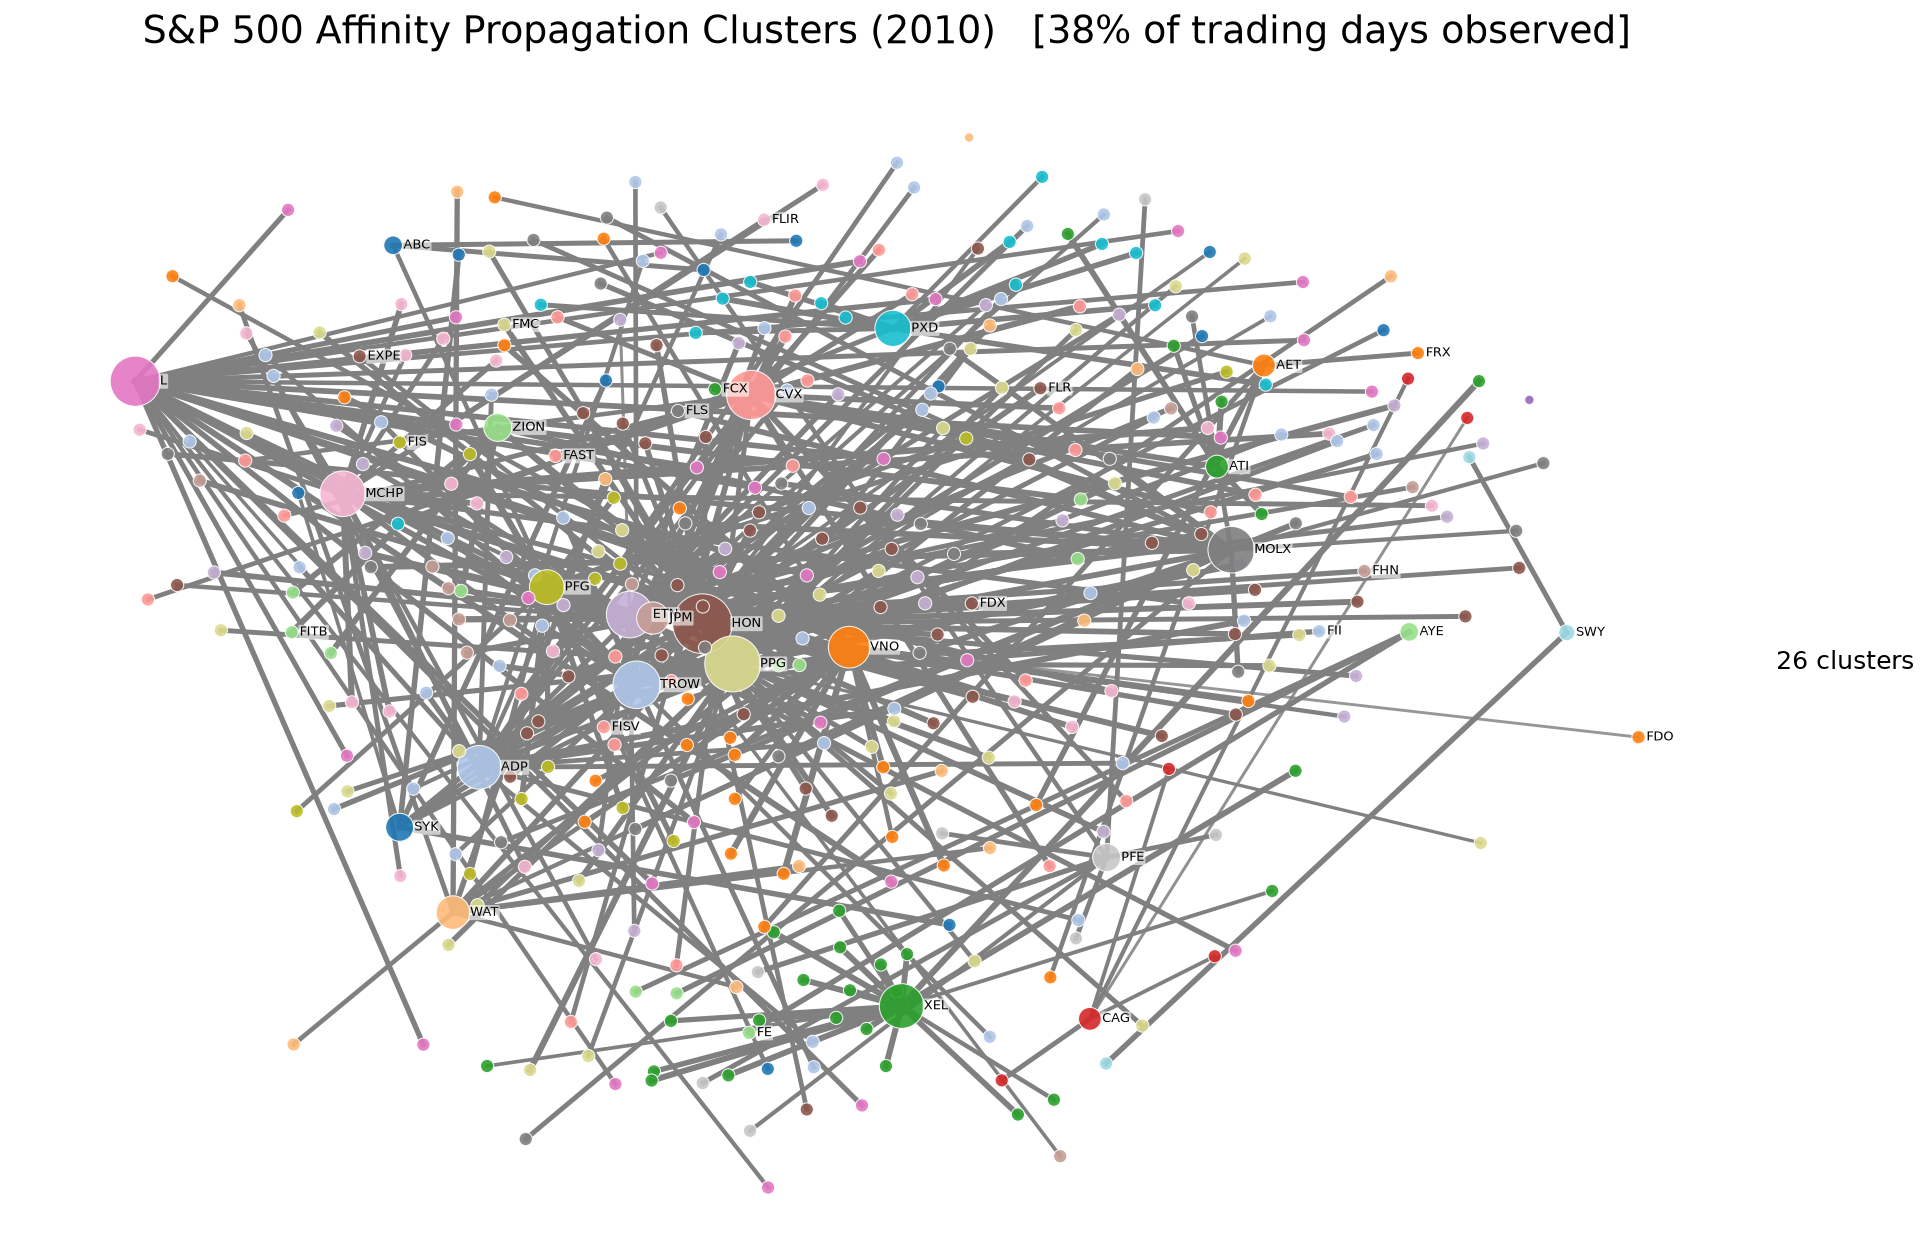 S&P 500 Affinity Propagation Clusters (2010)   [38% of trading days observed]
FLIR
ABC
FMC
PXD
EXPE
FRX
AET
L
FCX
FLR
CVX
FLS
ZION
FIS
FAST
ATI
MCHP
MOLX
FHN
PFG
FDX
JPM
HON
FITB
FII
AYE
SWY
VNO
PPG
26 clusters
TROW
FISV
FDO
ADP
SYK
PFE
WAT
XEL
CAG
FE